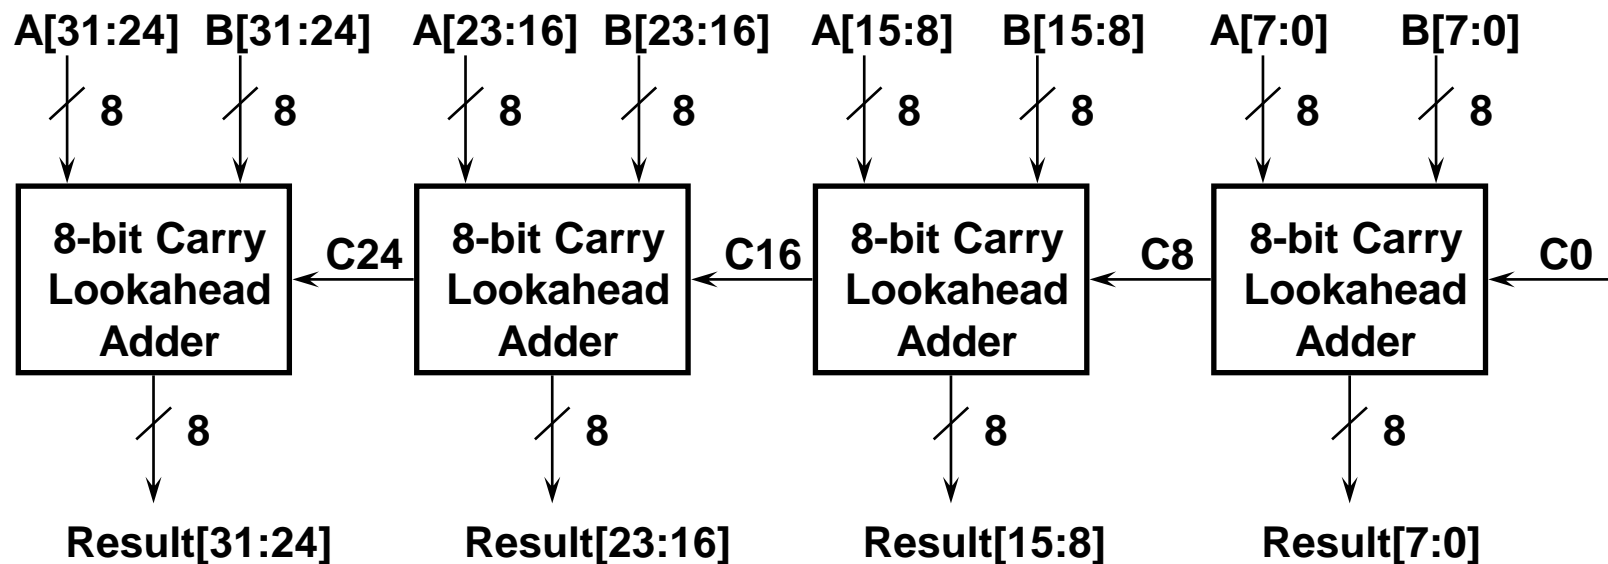 A[31:24] B[31:24] A[23:16] B[23:16] A[15:8] B[15:8] A[7:0] B[7:0]
8 8 8 8 8 8 8 8
8-bit Carry
Lookahead
Adder
C24
8-bit Carry
Lookahead
Adder
C16
8-bit Carry
Lookahead
Adder
C8
8-bit Carry
Lookahead
Adder
C0
8 8 8 8
Result[31:24] Result[23:16] Result[15:8] Result[7:0]